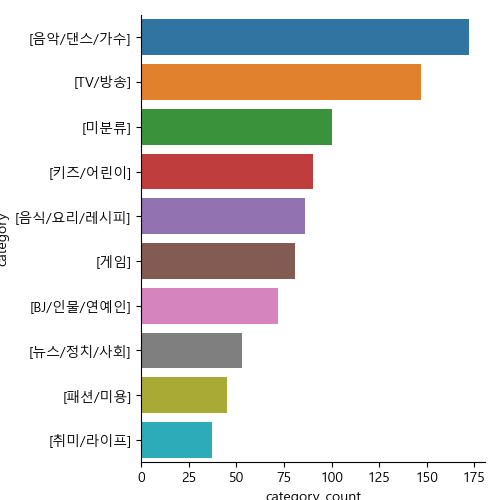 [음악/댄스/가수]
[TV/방송]
[미분류]
[키즈/어린이]
[음식/요리/레시피]
[게임]
[BJ/인물/연예인]
[뉴스/정치/사회]
[패션/미용]
[취미/라이프]
category
0 25 50 75 100 125 150 175
category_count